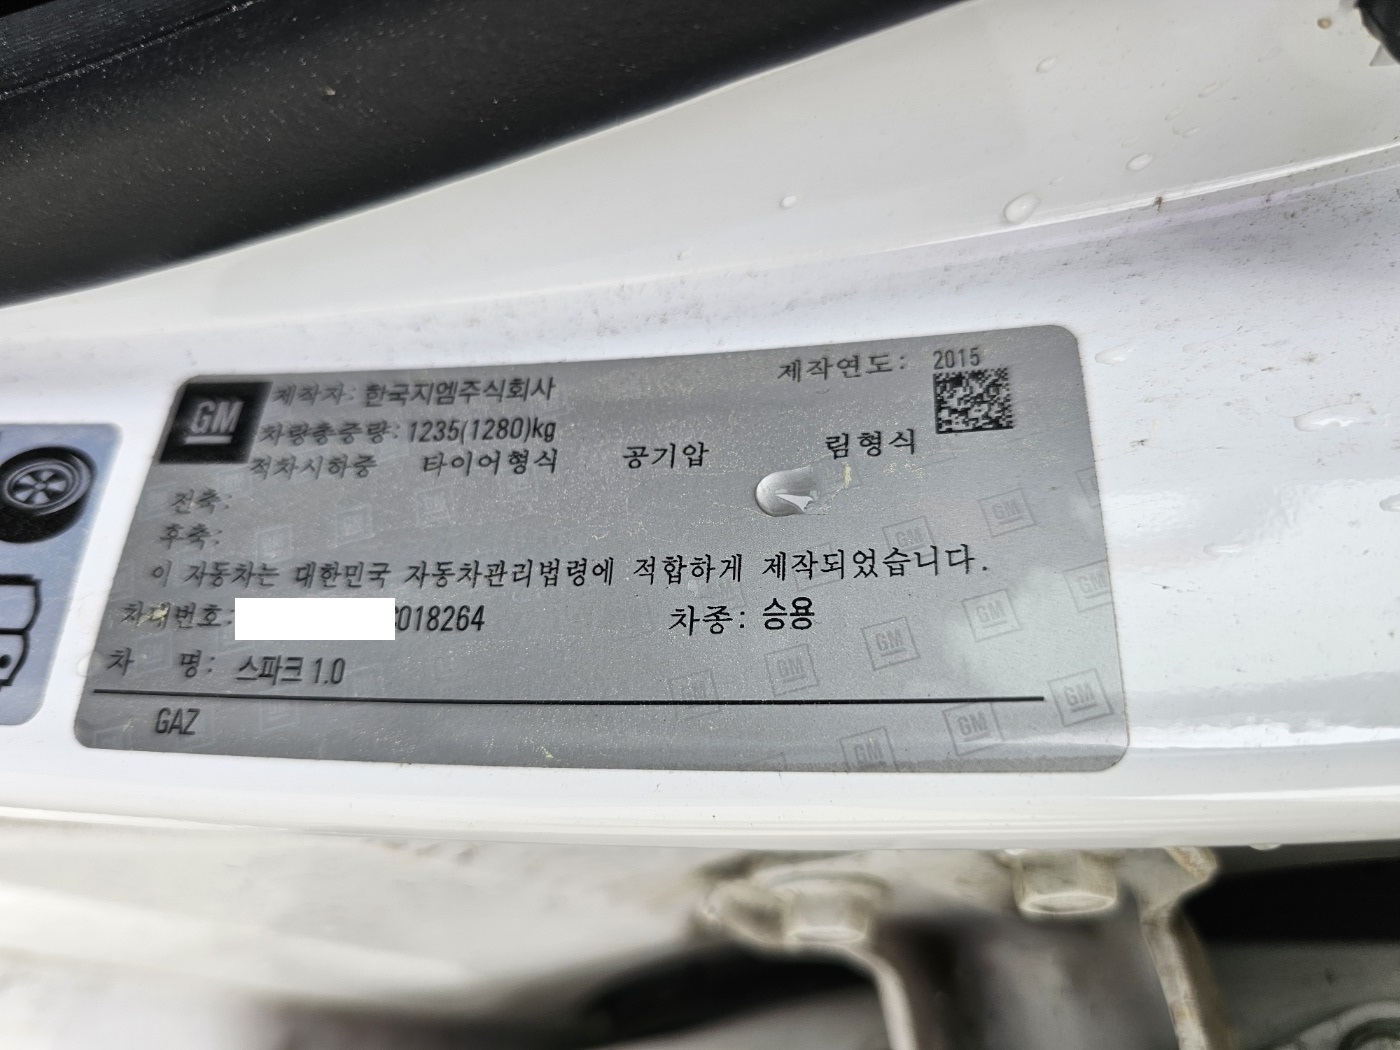 GM 제작자: 한국지엠주식회사 제작연도: 2015
차량총중량: 1235(1280)kg
적차시하중 타이어형식 공기압 림형식
전축:
후축:
이 자동차는 대한민국 자동차관리법령에 적합하게 제작되었습니다.
차대번호: 018264 차종: 승용
차 명: 스파크 1.0
GAZ